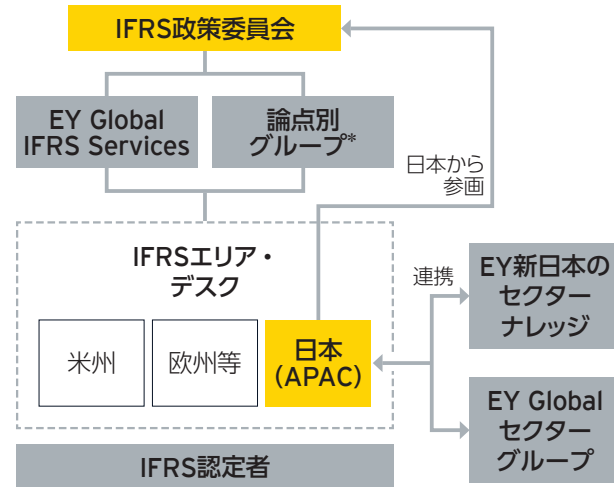 IFRS政策委員会
EY Global
IFRS Services
論点別
グループ*
日本から
参画
IFRSエリア・
デスク
米州
欧州等
日本
(APAC)
連携
EY新日本の
セクター
ナレッジ
EY Global
セクター
グループ
IFRS認定者